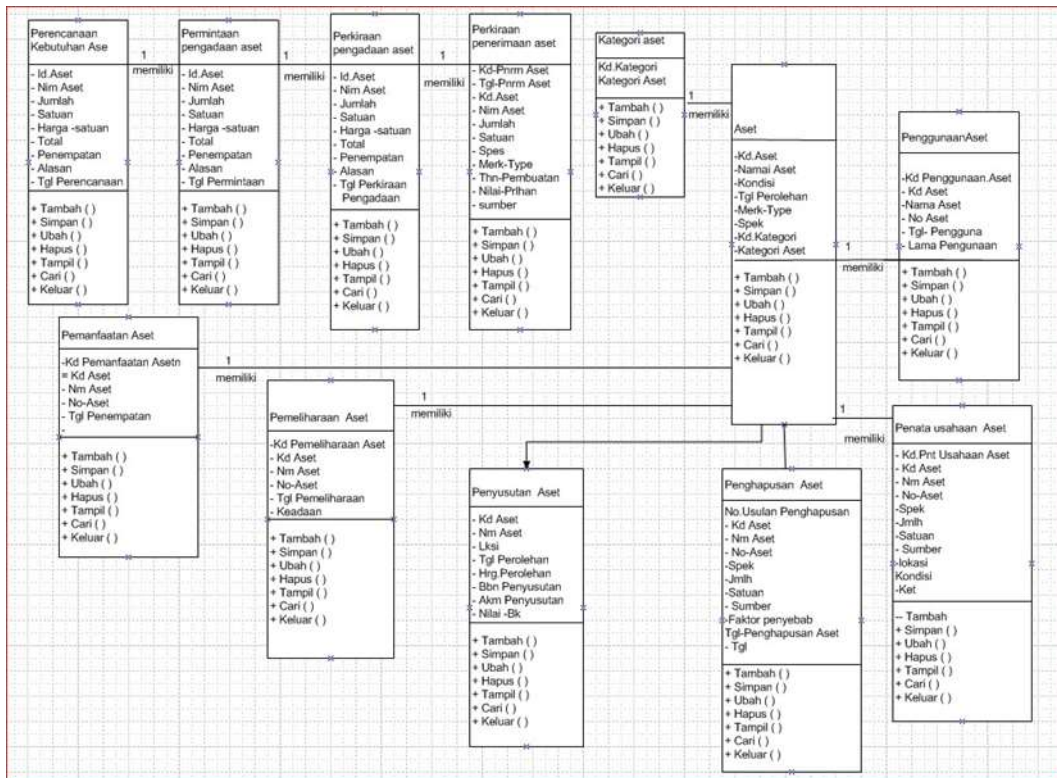 Perencanaan
Kebutuhan Ase
- Id.Aset
- Nim Aset
- Jumlah
- Satuan
- Harga -satuan
- Total
- Penempatan
- Alasan
- Tgl Perencanaan
+ Tambah ( )
+ Simpan ( )
+ Ubah ( )
+ Hapus ( )
+ Tampil ( )
+ Cari ( )
+ Keluar ( )
1
memiliki
Permintaan
pengadaan aset
- Id.Aset
- Nim Aset
- Jumlah
- Satuan
- Harga -satuan
- Total
- Penempatan
- Alasan
- Tgl Permintaan
+ Tambah ( )
+ Simpan ( )
+ Ubah ( )
+ Hapus ( )
+ Tampil ( )
+ Cari ( )
+ Keluar ( )
1
memiliki
Perkiraan
pengadaan aset
- Id.Aset
- Nim Aset
- Jumlah
- Satuan
- Harga -satuan
- Total
- Penempatan
- Alasan
- Tgl Perkiraan
Pengadaan
+ Tambah ( )
+ Simpan ( )
+ Ubah ( )
+ Hapus ( )
+ Tampil ( )
+ Cari ( )
+ Keluar ( )
1
memiliki
Perkiraan
penerimaan aset
- Kd-Pnrm Aset
- Tgl-Pnrm Aset
- Kd.Aset
- Nim Aset
- Jumlah
- Satuan
- Spes
- Merk-Type
- Thn-Pembuatan
- Nilai-Prlhan
- sumber
+ Tambah ( )
+ Simpan ( )
+ Ubah ( )
+ Hapus ( )
+ Tampil ( )
+ Cari ( )
+ Keluar ( )
Kategori aset
Kd.Kategori
Kategori Aset
+ Tambah ( )
+ Simpan ( )
+ Ubah ( )
+ Hapus ( )
+ Tampil ( )
+ Cari ( )
+ Keluar ( )
1
memiliki
Aset
-Kd.Aset
-Namai Aset
-Kondisi
-Tgl Perolehan
-Merk-Type
-Spek
-Kd.Kategori
-Kategori Aset
+ Tambah ( )
+ Simpan ( )
+ Ubah ( )
+ Hapus ( )
+ Tampil ( )
+ Cari ( )
+ Keluar ( )
1
memiliki
PenggunaanAset
-Kd Penggunaan.Aset
- Kd Aset
-Nama Aset
- No Aset
- Tgl- Pengguna
- Lama Pengunaan
+ Tambah ( )
+ Simpan ( )
+ Ubah ( )
+ Hapus ( )
+ Tampil ( )
+ Cari ( )
+ Keluar ( )
Pemanfaatan Aset
-Kd Pemanfaatan Asetn
= Kd Aset
- Nm Aset
- No-Aset
- Tgl Penempatan
-
+ Tambah ( )
+ Simpan ( )
+ Ubah ( )
+ Hapus ( )
+ Tampil ( )
+ Cari ( )
+ Keluar ( )
1
memiliki
Pemeliharaan Aset
-Kd Pemeliharaan Aset
- Kd Aset
- Nm Aset
- No-Aset
- Tgl Pemeliharaan
- Keadaan
+ Tambah ( )
+ Simpan ( )
+ Ubah ( )
+ Hapus ( )
+ Tampil ( )
+ Cari ( )
+ Keluar ( )
1
memiliki
Penyusutan Aset
- Kd Aset
- Nm Aset
- Lksi
- Tgl Perolehan
- Hrg.Perolehan
- Bbn Penyusutan
- Akm Penyusutan
- Nilai -Bk
+ Tambah ( )
+ Simpan ( )
+ Ubah ( )
+ Hapus ( )
+ Tampil ( )
+ Cari ( )
+ Keluar ( )
Penghapusan Aset
No.Usulan Penghapusan
- Kd Aset
- Nm Aset
- No-Aset
-Spek
-Jmlh
-Satuan
- Sumber
-Faktor penyebab
Tgl-Penghapusan Aset
- Tgl
+ Tambah ( )
+ Simpan ( )
+ Ubah ( )
+ Hapus ( )
+ Tampil ( )
+ Cari ( )
+ Keluar ( )
1
memiliki
Penata usahaan Aset
- Kd.Pnt Usahaan Aset
- Kd Aset
- Nm Aset
- No-Aset
-Spek
-Jmlh
-Satuan
- Sumber
-lokasi
Kondisi
-Ket
-- Tambah
+ Simpan ( )
+ Ubah ( )
+ Hapus ( )
+ Tampil ( )
+ Cari ( )
+ Keluar ( )